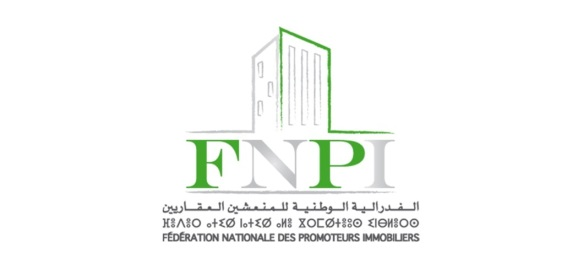 FNPI
الفدرالية الوطنية للمنعشين العقاريين
FÉDÉRATION NATIONALE DES PROMOTEURS IMMOBILIERS